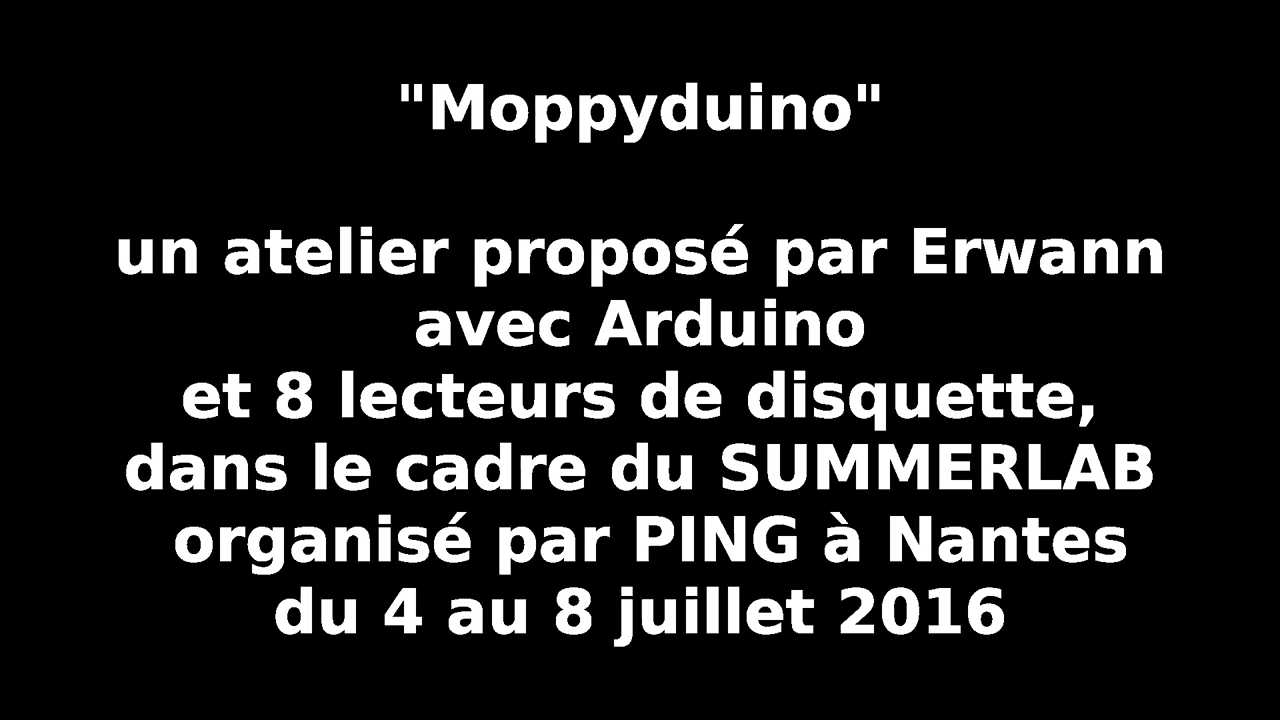 "Moppyduino"
un atelier proposé par Erwann
avec Arduino
et 8 lecteurs de disquette,
dans le cadre du SUMMERLAB
organisé par PING à Nantes
du 4 au 8 juillet 2016